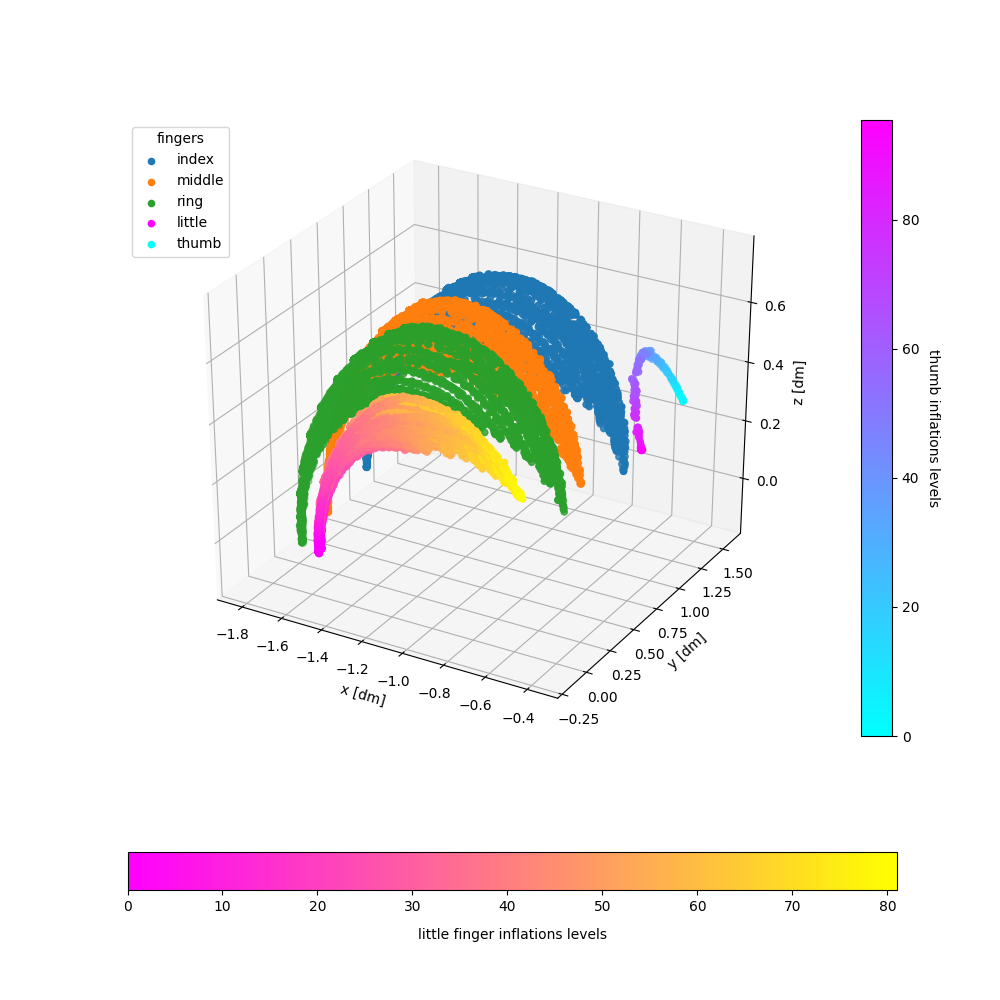 fingers
index
middle
ring
little
thumb
0.6
0.4
0.2
0.0
z [dm]
−1.8
−1.6
−1.4
−1.2
−1.0
−0.8
−0.6
−0.4
x [dm]
−0.25
0.00
0.25
0.50
0.75
1.00
1.25
1.50
y [dm]
80
60
40
20
0
thumb inflations levels
0 10 20 30 40 50 60 70 80
little finger inflations levels